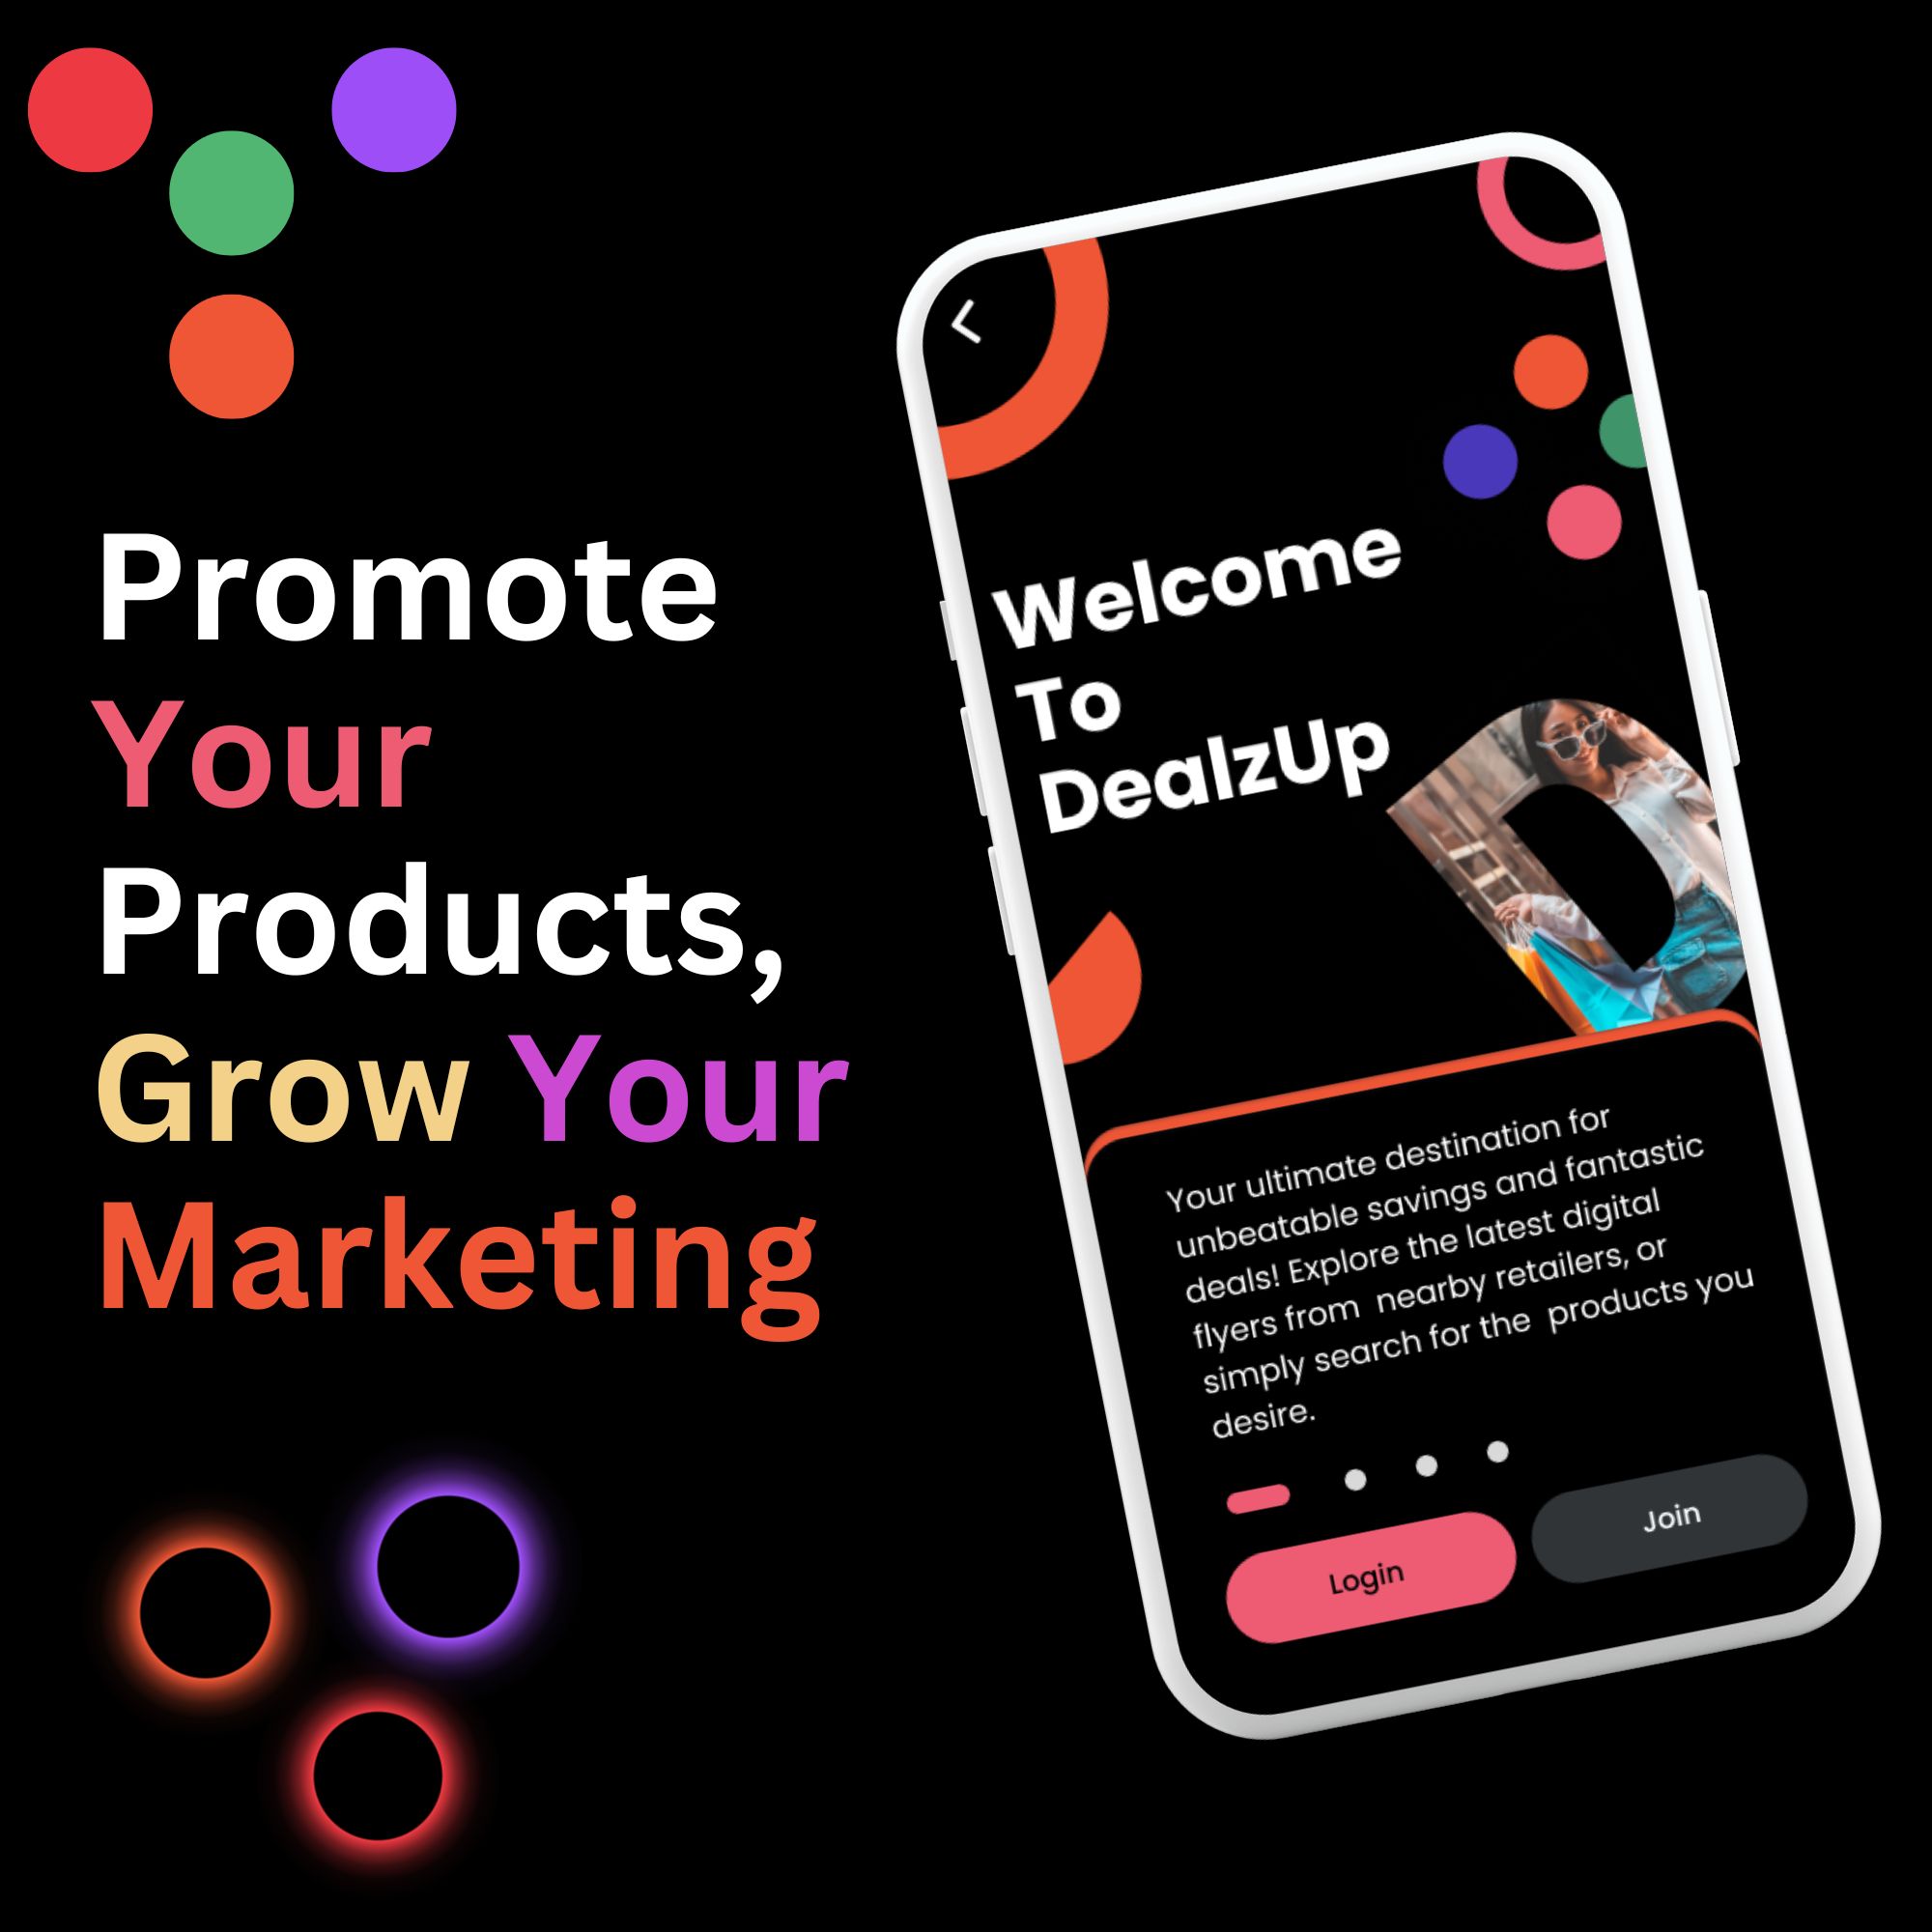 Promote
Your
Products,
Grow Your
Marketing
Welcome
To
DealzUp
Your ultimate destination for
unbeatable savings and fantastic
deals! Explore the latest digital
flyers from  nearby retailers, or
simply search for the  products you
desire.
Login
Join